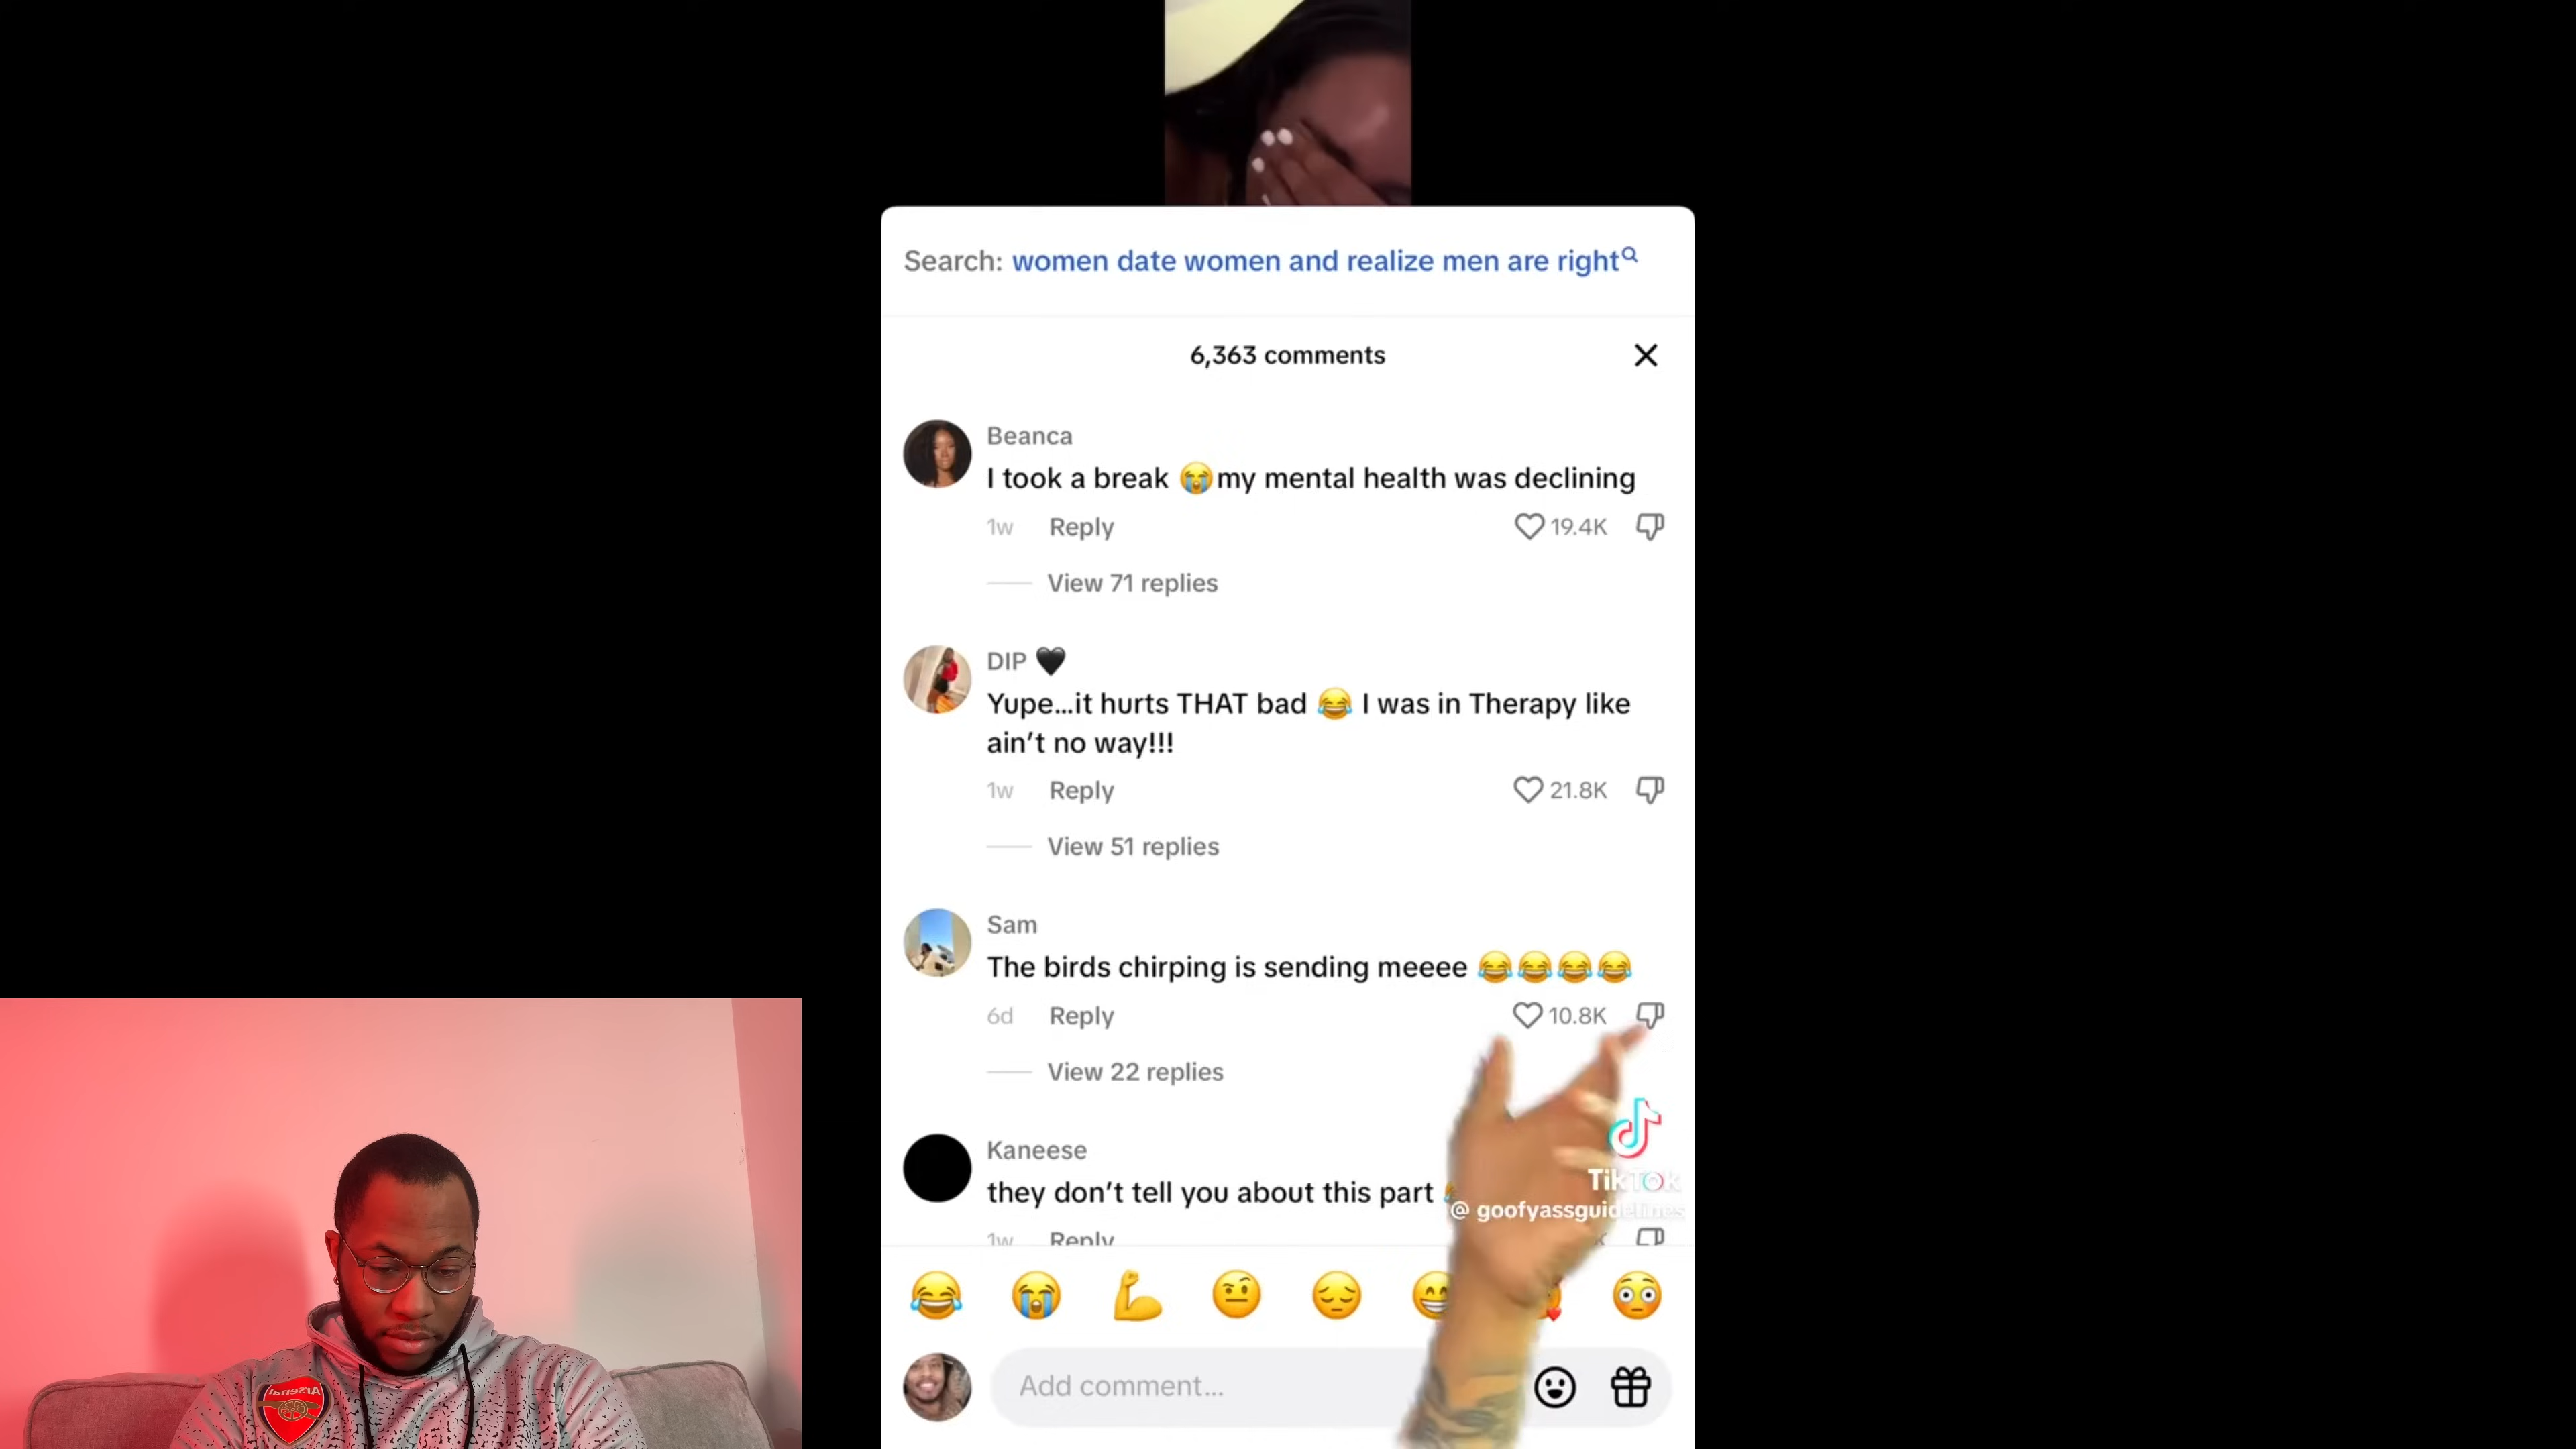 Search: women date women and realize men are right
6,363 comments
Beanca
I took a break 😭my mental health was declining
1w Reply 19.4K
View 71 replies
DIP 🖤
Yupe...it hurts THAT bad 😂 I was in Therapy like
ain't no way!!!
1w Reply 21.8K
View 51 replies
Sam
The birds chirping is sending meeee 😂😂😂😂
6d Reply 10.8K
View 22 replies
Kaneese
they don't tell you about this part
TikTok
@ goofyassguidelines
1w Reply
Add comment...
Arsenal